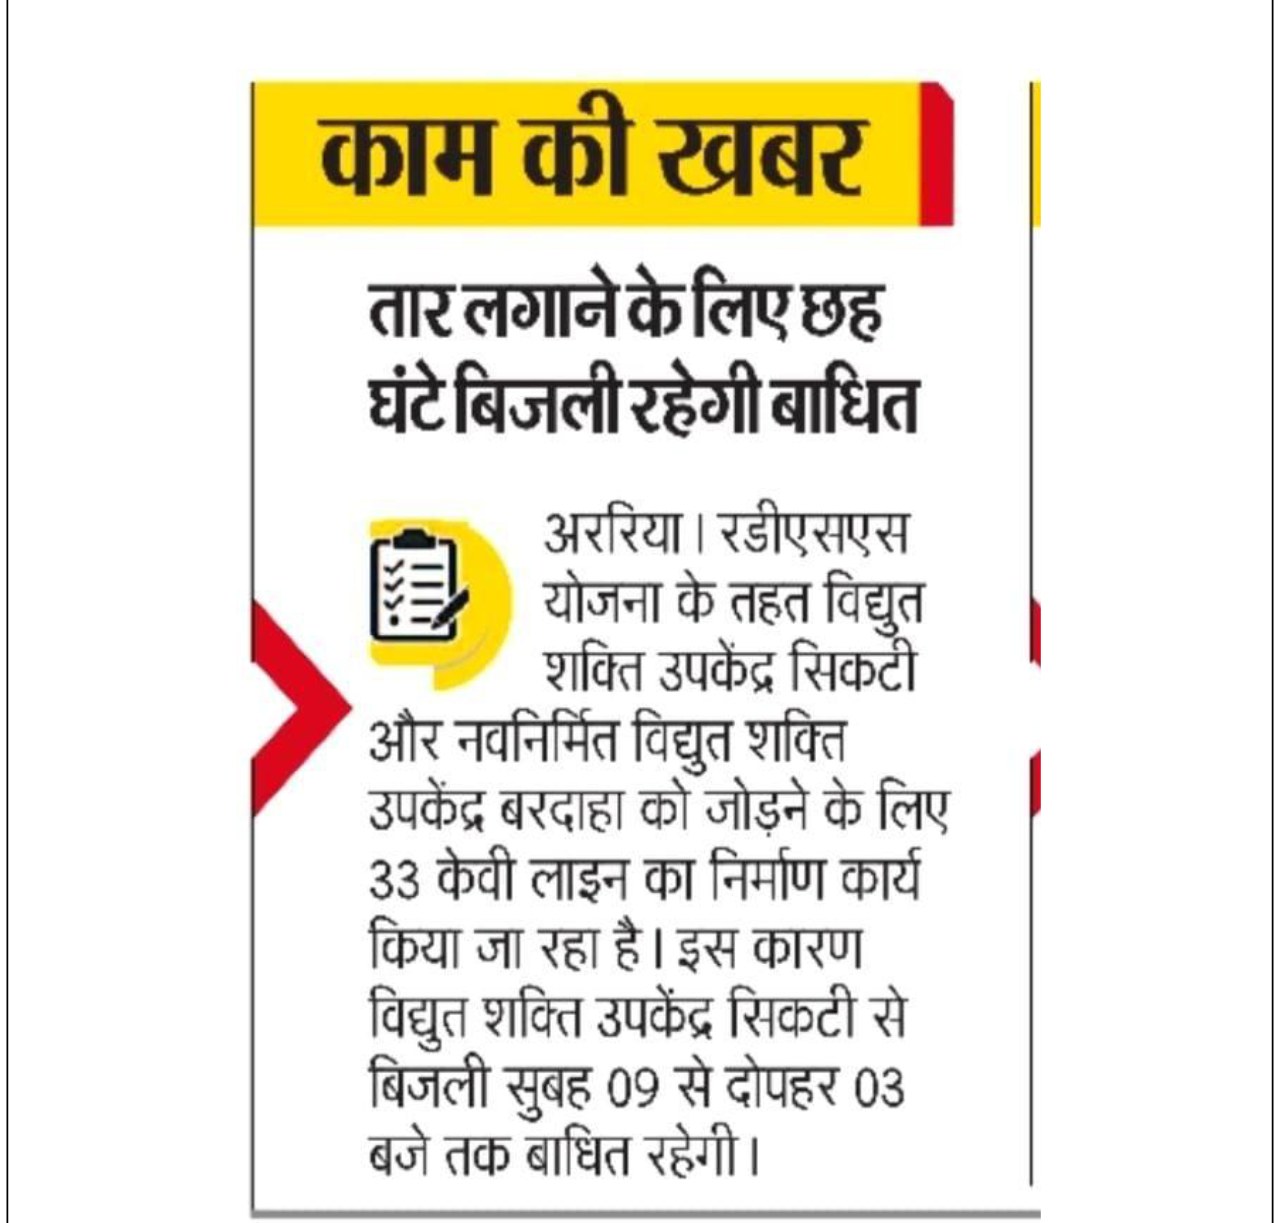 काम की खबर
तार लगाने के लिए छह
घंटे बिजली रहेगी बाधित
अररिया। रडीएसएस
योजना के तहत विद्युत
शक्ति उपकेंद्र सिकटी
और नवनिर्मित विद्युत शक्ति
उपकेंद्र बरदाहा को जोड़ने के लिए
33 केवी लाइन का निर्माण कार्य
किया जा रहा है। इस कारण
विद्युत शक्ति उपकेंद्र सिकटी से
बिजली सुबह 09 से दोपहर 03
बजे तक बाधित रहेगी।